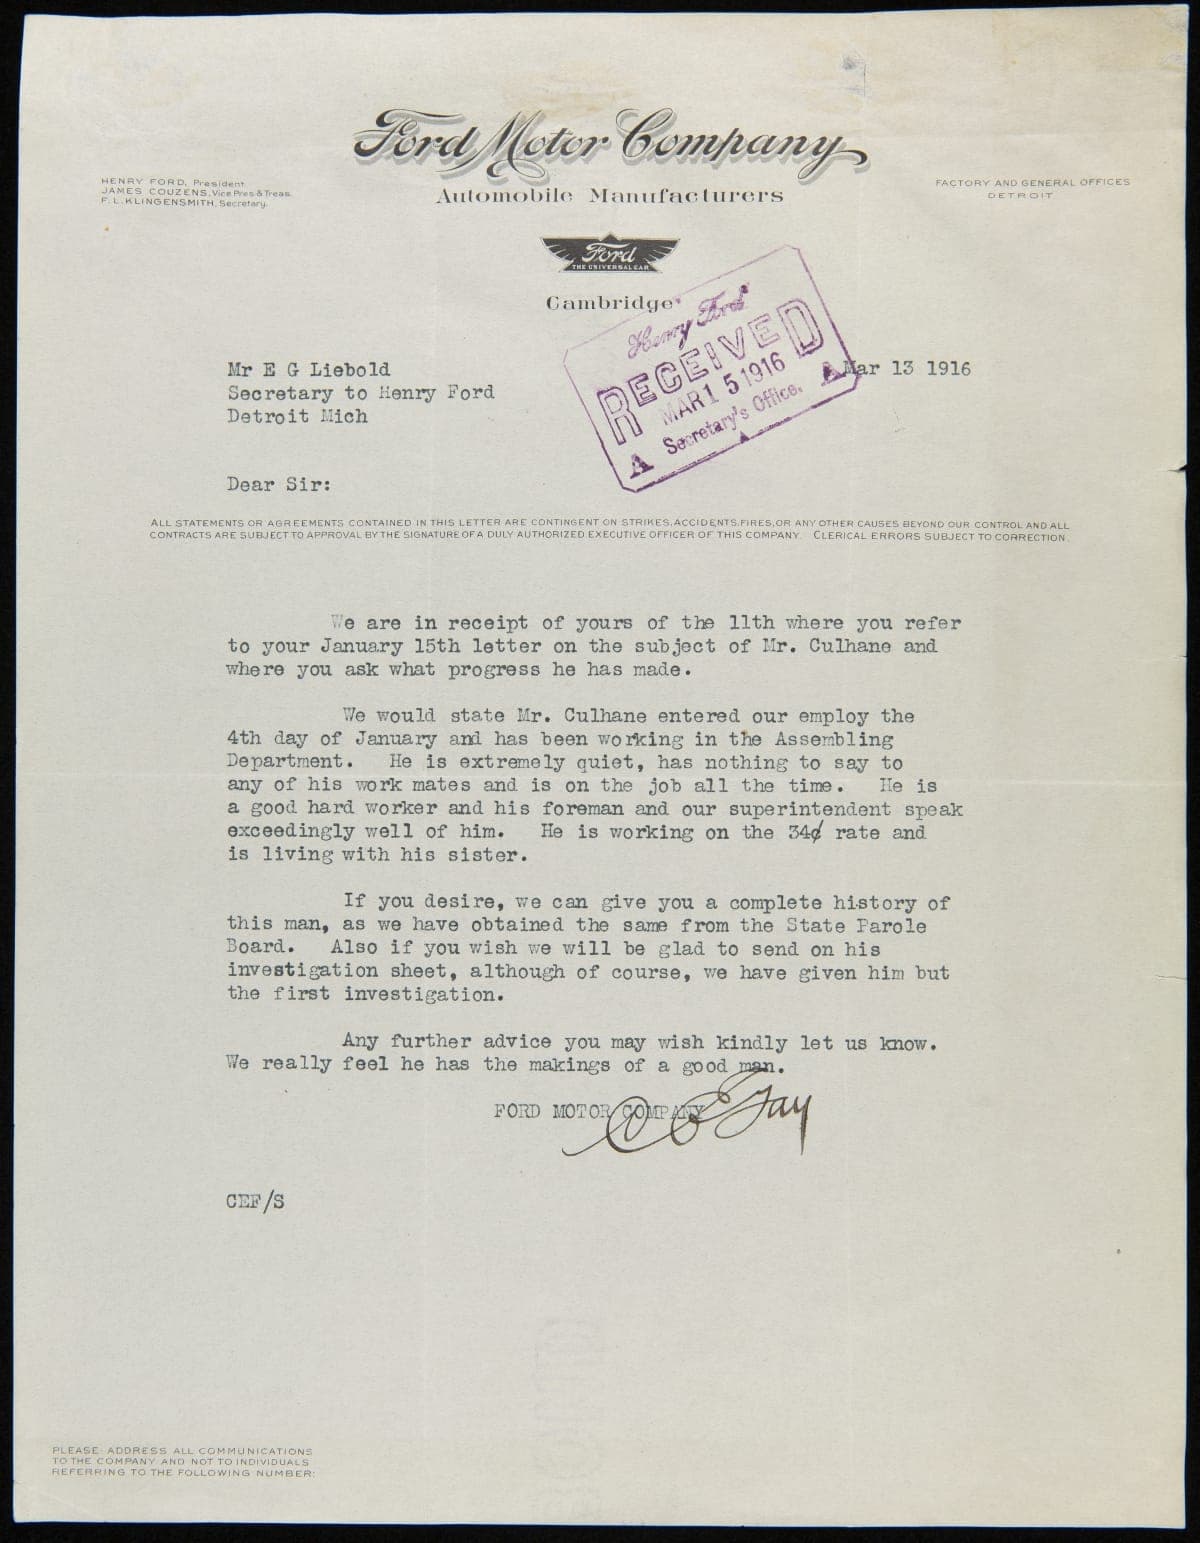 Ford Motor Company
HENRY FORD, President.
JAMES COUZENS, Vice Pres & Treas.
F. L. KLINGENSMITH, Secretary.
Automobile Manufacturers
FACTORY AND GENERAL OFFICES
DETROIT
Ford
THE UNIVERSAL CAR
Cambridge
Henry Ford
RECEIVED
MAR 15 1916
Secretary's Office.
Mar 13 1916
Mr E G Liebold
Secretary to Henry Ford
Detroit Mich
Dear Sir:
ALL STATEMENTS OR AGREEMENTS CONTAINED IN THIS LETTER ARE CONTINGENT ON STRIKES, ACCIDENTS, FIRES, OR ANY OTHER CAUSES BEYOND OUR CONTROL AND ALL
CONTRACTS ARE SUBJECT TO APPROVAL BY THE SIGNATURE OF A DULY AUTHORIZED EXECUTIVE OFFICER OF THIS COMPANY. CLERICAL ERRORS SUBJECT TO CORRECTION.
We are in receipt of yours of the 11th where you refer
to your January 15th letter on the subject of Mr. Culhane and
where you ask what progress he has made.
We would state Mr. Culhane entered our employ the
4th day of January and has been working in the Assembling
Department. He is extremely quiet, has nothing to say to
any of his work mates and is on the job all the time. He is
a good hard worker and his foreman and our superintendent speak
exceedingly well of him. He is working on the 34¢ rate and
is living with his sister.
If you desire, we can give you a complete history of
this man, as we have obtained the same from the State Parole
Board. Also if you wish we will be glad to send on his
investigation sheet, although of course, we have given him but
the first investigation.
Any further advice you may wish kindly let us know.
We really feel he has the makings of a good man.
FORD MOTOR COMPANY
C E Fay
CEF/S
PLEASE ADDRESS ALL COMMUNICATIONS
TO THE COMPANY AND NOT TO INDIVIDUALS
REFERRING TO THE FOLLOWING NUMBER: